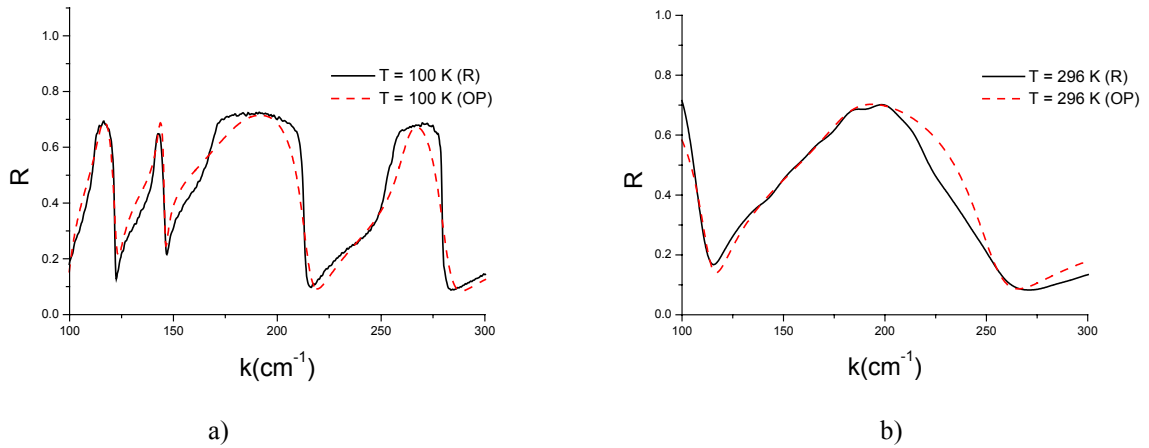 1.0
0.8
0.6
0.4
0.2
0.0
R
100 150 200 250 300
k(cm⁻¹)
T = 100 K (R)
T = 100 K (OP)
a)
1.0
0.8
0.6
0.4
0.2
0.0
R
100 150 200 250 300
k(cm⁻¹)
T = 296 K (R)
T = 296 K (OP)
b)